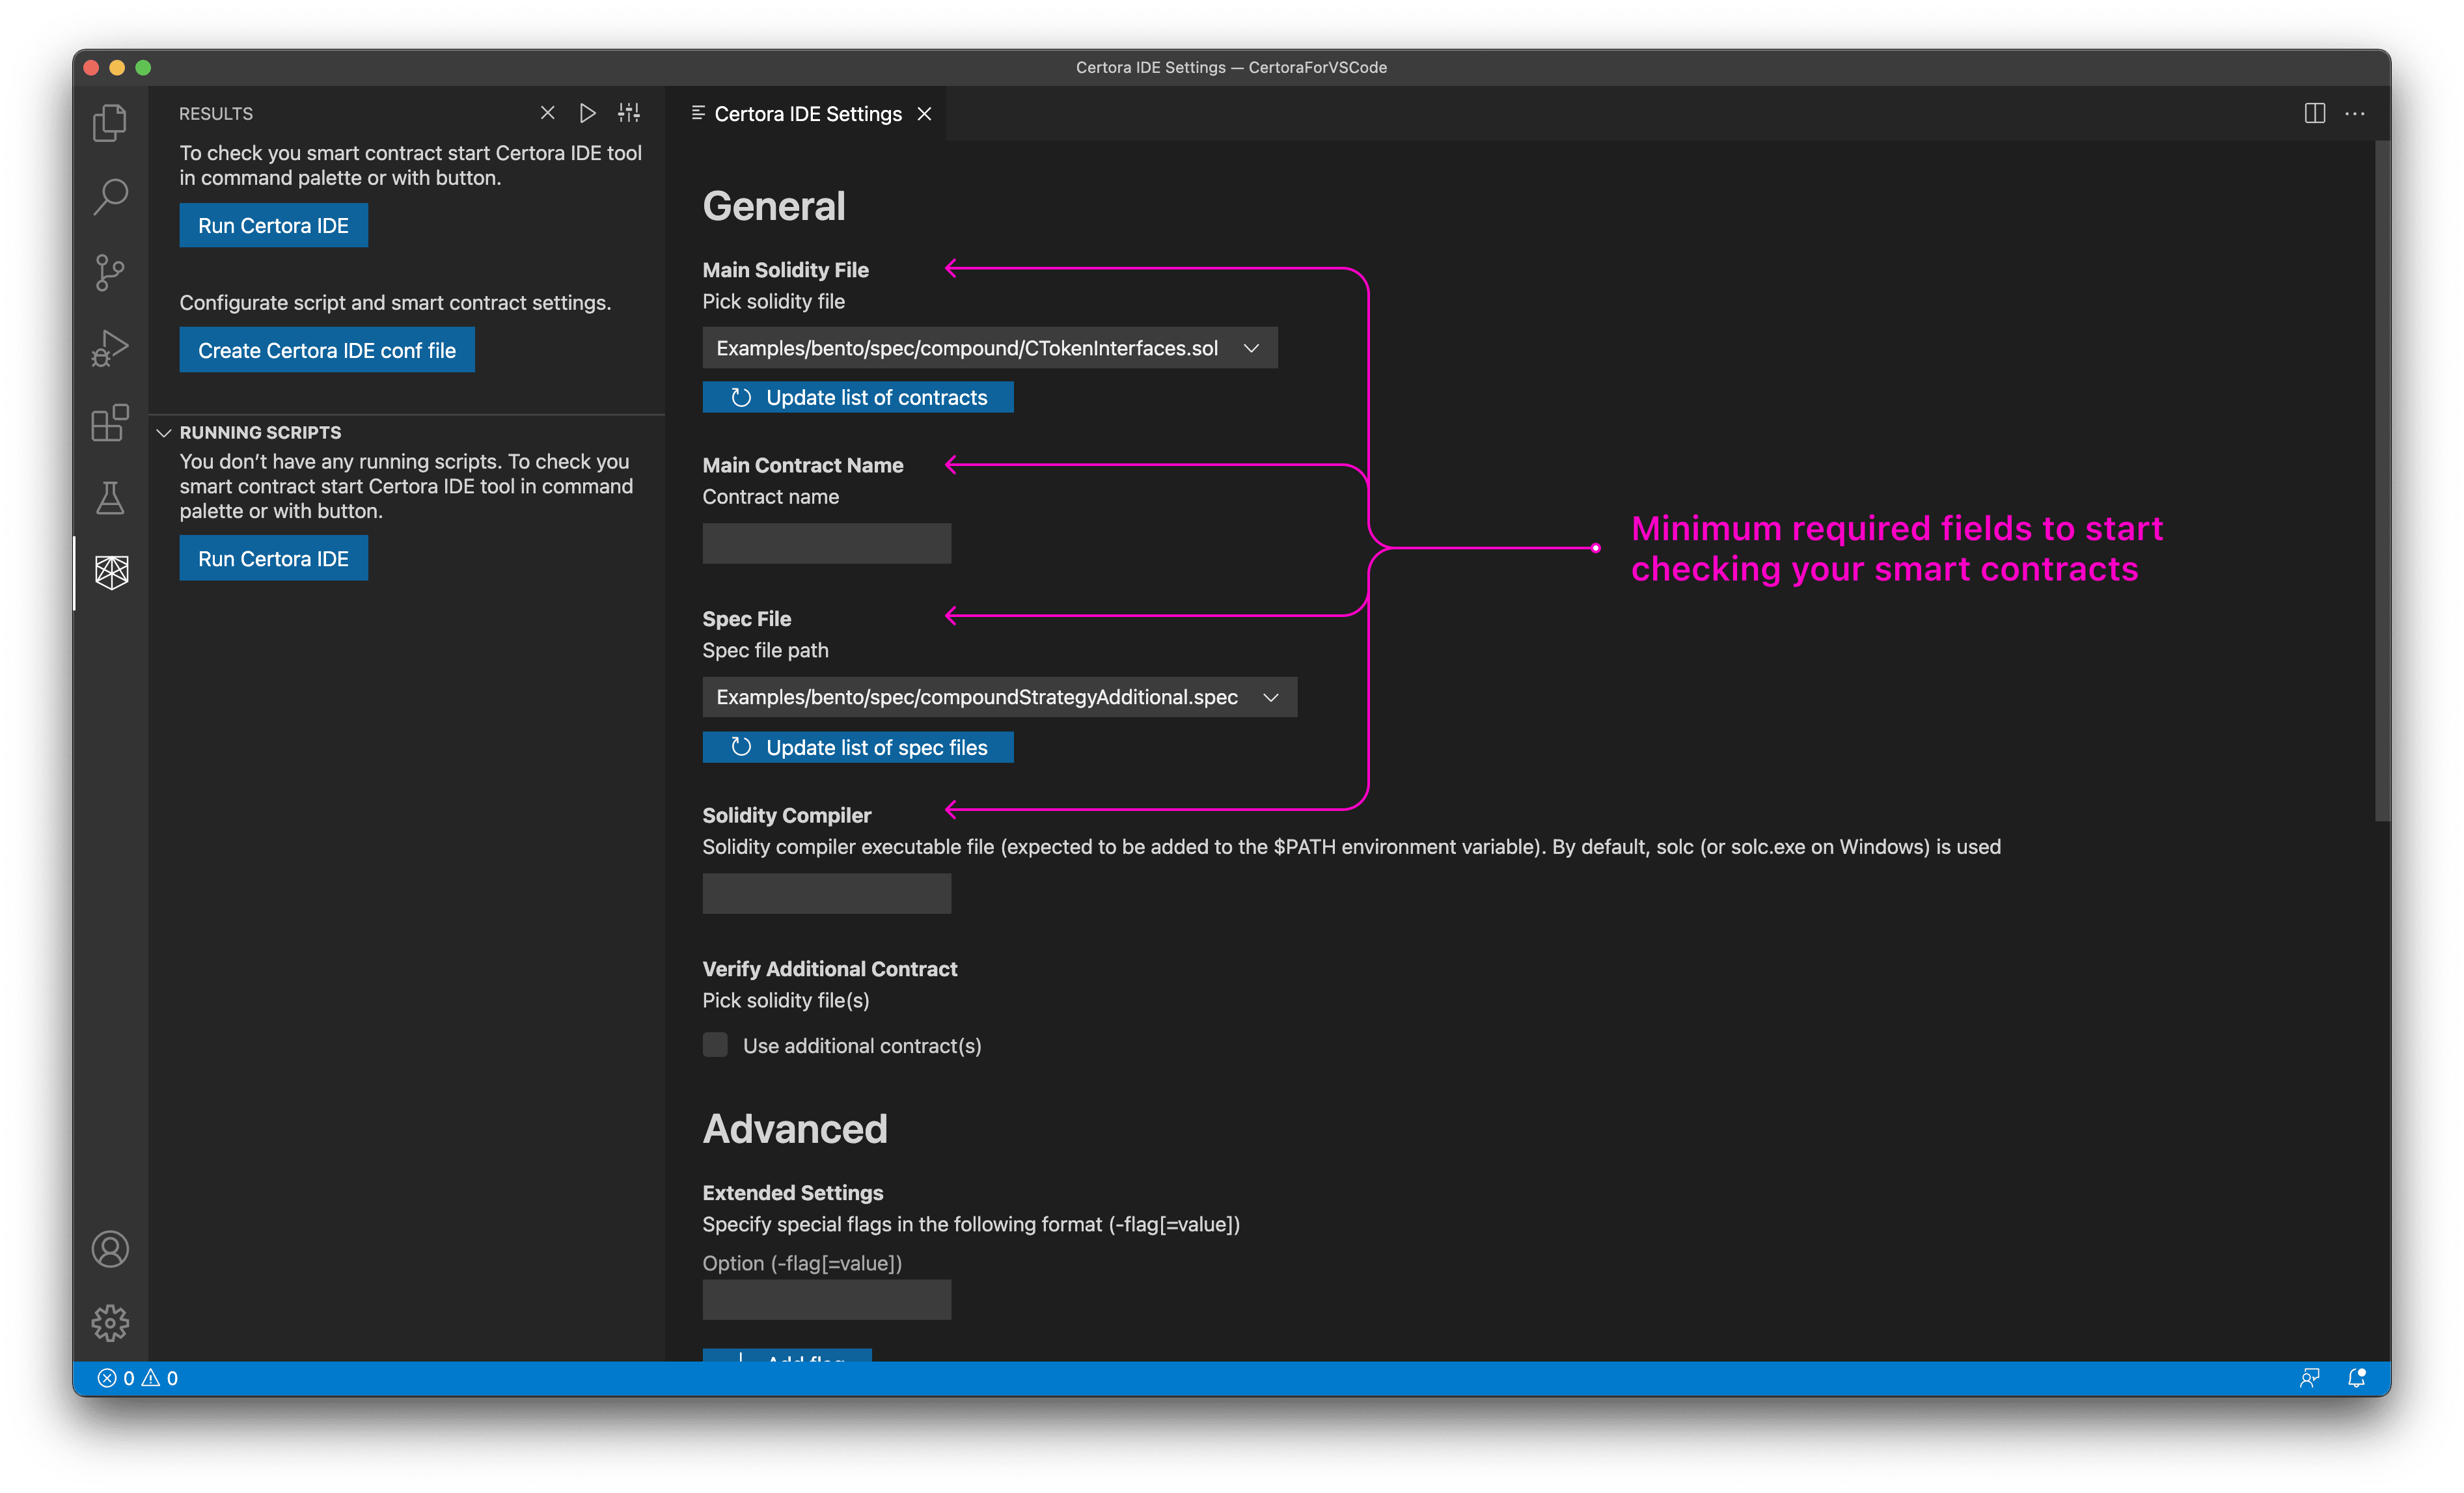 Certora IDE Settings — CertoraForVSCode
RESULTS
To check you smart contract start Certora IDE tool
in command palette or with button.
Run Certora IDE
Configurate script and smart contract settings.
Create Certora IDE conf file
RUNNING SCRIPTS
You don’t have any running scripts. To check you
smart contract start Certora IDE tool in command
palette or with button.
Run Certora IDE
Certora IDE Settings
General
Main Solidity File
Pick solidity file
Examples/bento/spec/compound/CTokenInterfaces.sol
Update list of contracts
Main Contract Name
Contract name
Spec File
Spec file path
Examples/bento/spec/compoundStrategyAdditional.spec
Update list of spec files
Solidity Compiler
Solidity compiler executable file (expected to be added to the $PATH environment variable). By default, solc (or solc.exe on Windows) is used
Verify Additional Contract
Pick solidity file(s)
Use additional contract(s)
Advanced
Extended Settings
Specify special flags in the following format (-flag[=value])
Option (-flag[=value])
Add flag
Minimum required fields to start
checking your smart contracts
0 0